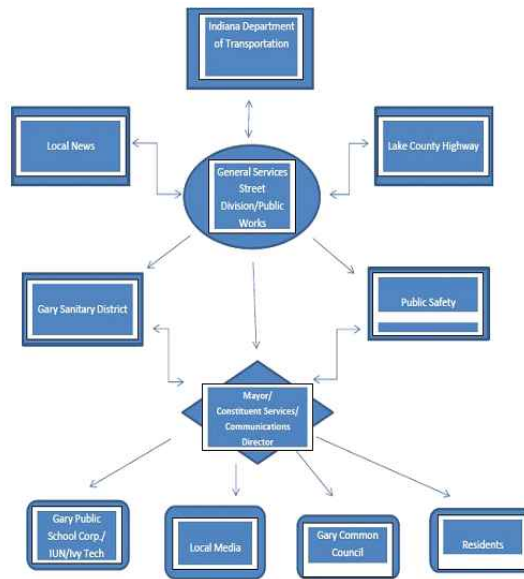 Indiana Department
of Transportation
Local News
Lake County Highway
General Services
Street
Division/Public
Works
Gary Sanitary District
Public Safety
Mayor/
Constituent Services/
Communications
Director
Gary Public
School Corp./
IUN/Ivy Tech
Local Media
Gary Common
Council
Residents